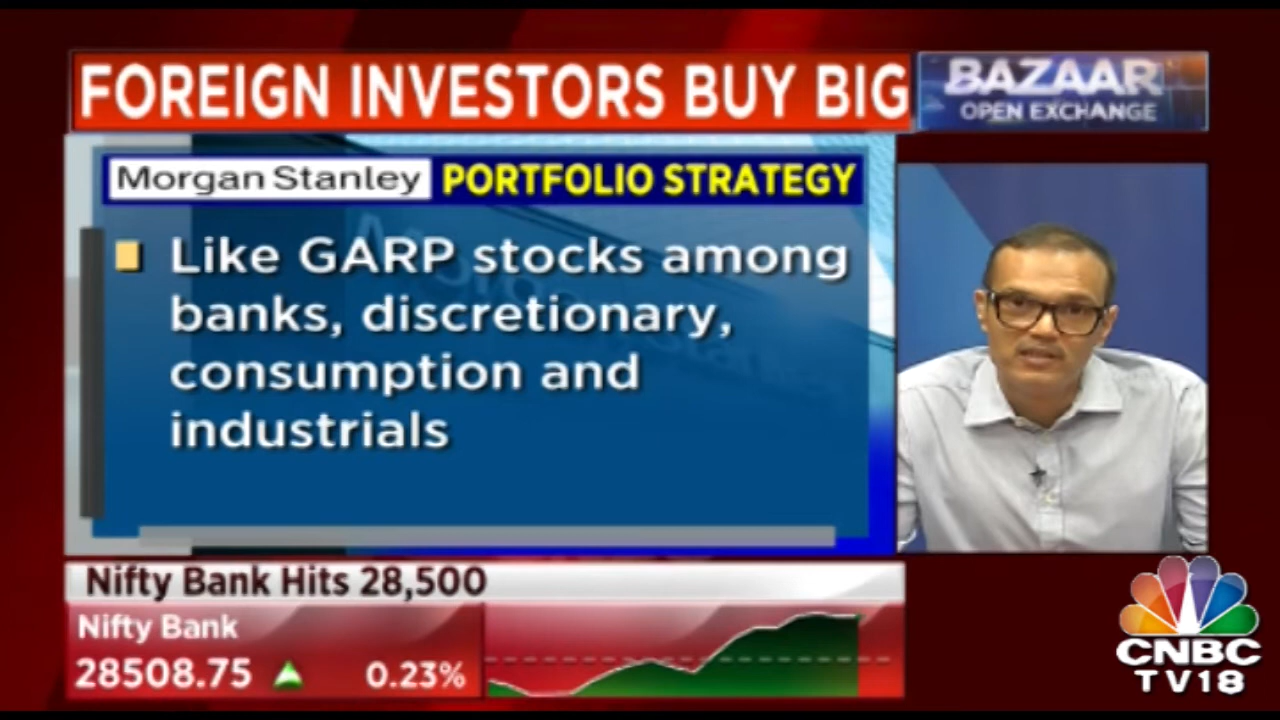 FOREIGN INVESTORS BUY BIG
BAZAAR
OPEN EXCHANGE
Morgan Stanley PORTFOLIO STRATEGY
Like GARP stocks among
banks, discretionary,
consumption and
industrials
Nifty Bank Hits 28,500
Nifty Bank
28508.75 0.23%
CNBC
TV18